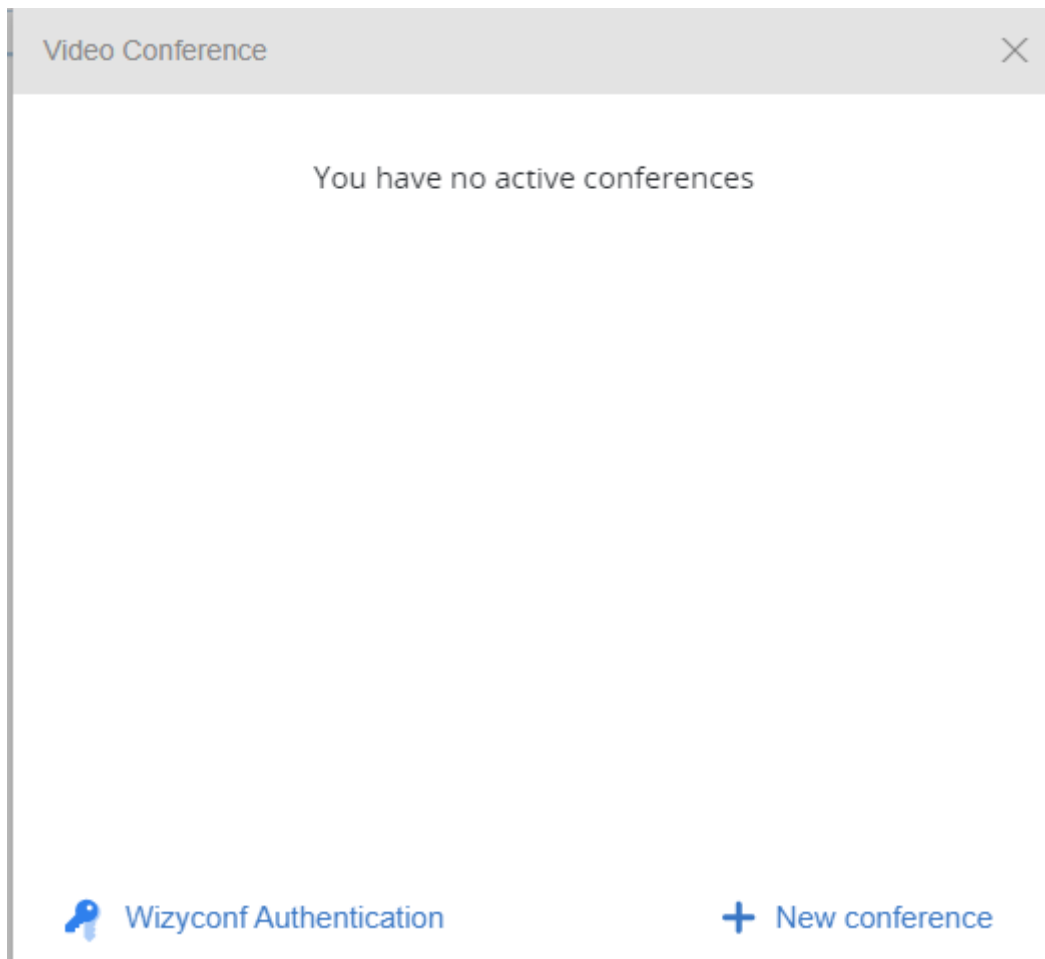 Video Conference
You have no active conferences
Wizyconf Authentication
New conference